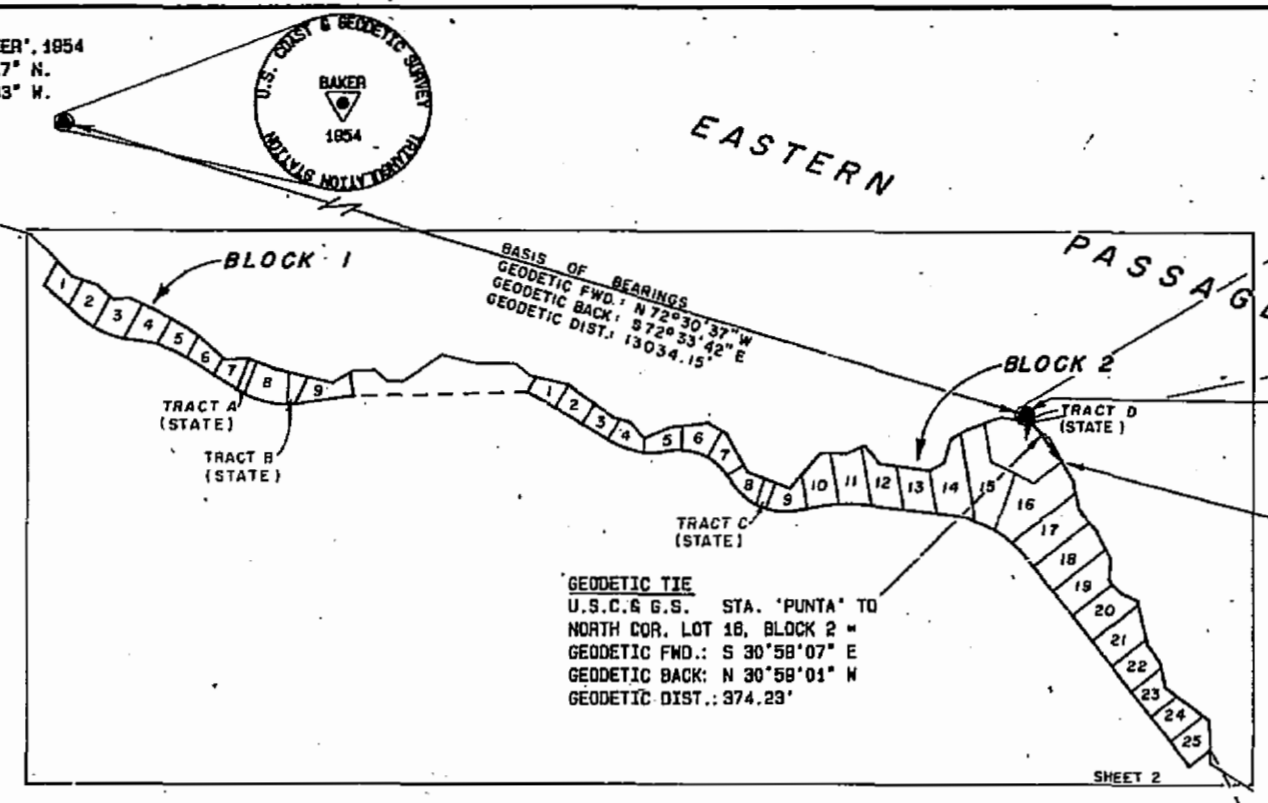 ER", 1954
7" N.
33" W.
U.S. COAST & GEODETIC SURVEY
BAKER
1954
TRIANGULATION STATION
EASTERN
PASSAGE
BLOCK 1
BASIS OF BEARINGS
GEODETIC FWD.: N 72°30'37"W
GEODETIC BACK: S72°33'42"E
GEODETIC DIST.: 13034.15'
BLOCK 2
1 2 3 4 5 6 7 8 9
TRACT A
(STATE)
TRACT B
(STATE)
1 2 3 4 5 6 7 8 9 10 11 12 13 14 15 16 17 18 19 20 21 22 23 24 25
TRACT C
(STATE)
TRACT D
(STATE)
GEODETIC TIE
U.S.C.& G.S. STA. "PUNTA" TO
NORTH COR. LOT 16, BLOCK 2
GEODETIC FWD.: S 30°58'07" E
GEODETIC BACK: N 30°58'01" W
GEODETIC DIST.: 374.23'
SHEET 2